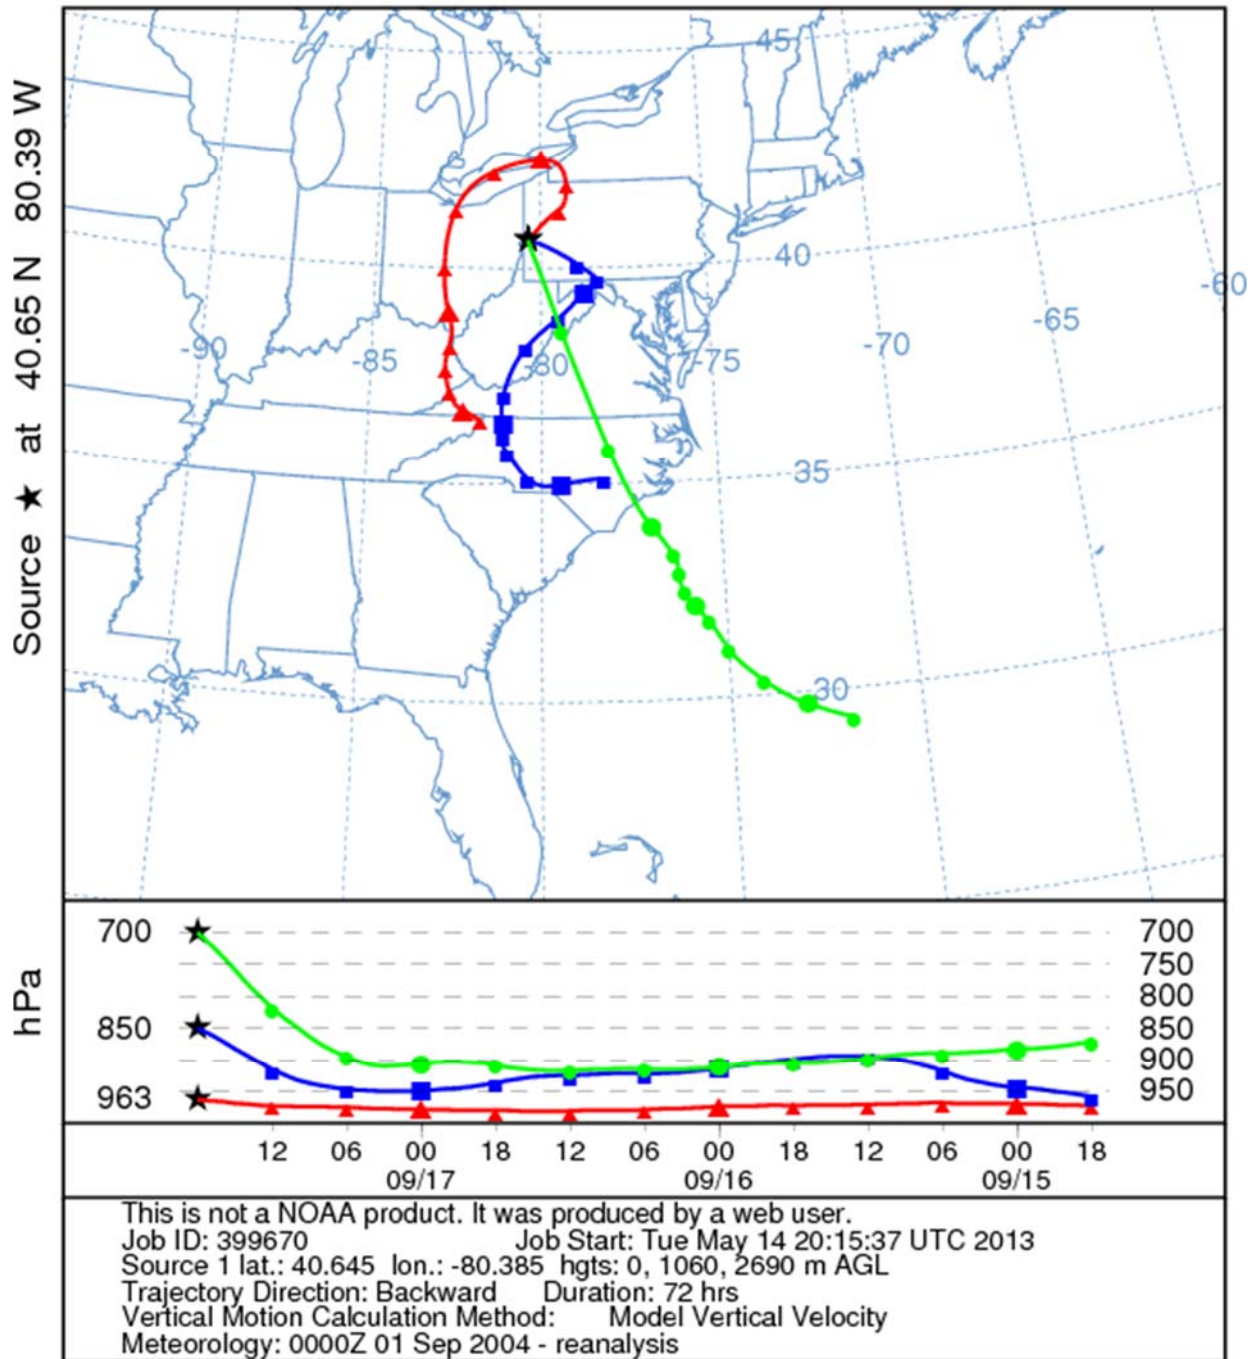 Source ★ at 40.65 N 80.39 W
45
40
-60
-65
-90
-85
-80
-75
-70
35
30
hPa
700 700
750
800
850 850
900
963 950
12 06 00 18 12 06 00 18 12 06 00 18
09/17 09/16 09/15
This is not a NOAA product. It was produced by a web user.
Job ID: 399670 Job Start: Tue May 14 20:15:37 UTC 2013
Source 1 lat.: 40.645 lon.: -80.385 hgts: 0, 1060, 2690 m AGL
Trajectory Direction: Backward Duration: 72 hrs
Vertical Motion Calculation Method: Model Vertical Velocity
Meteorology: 0000Z 01 Sep 2004 - reanalysis